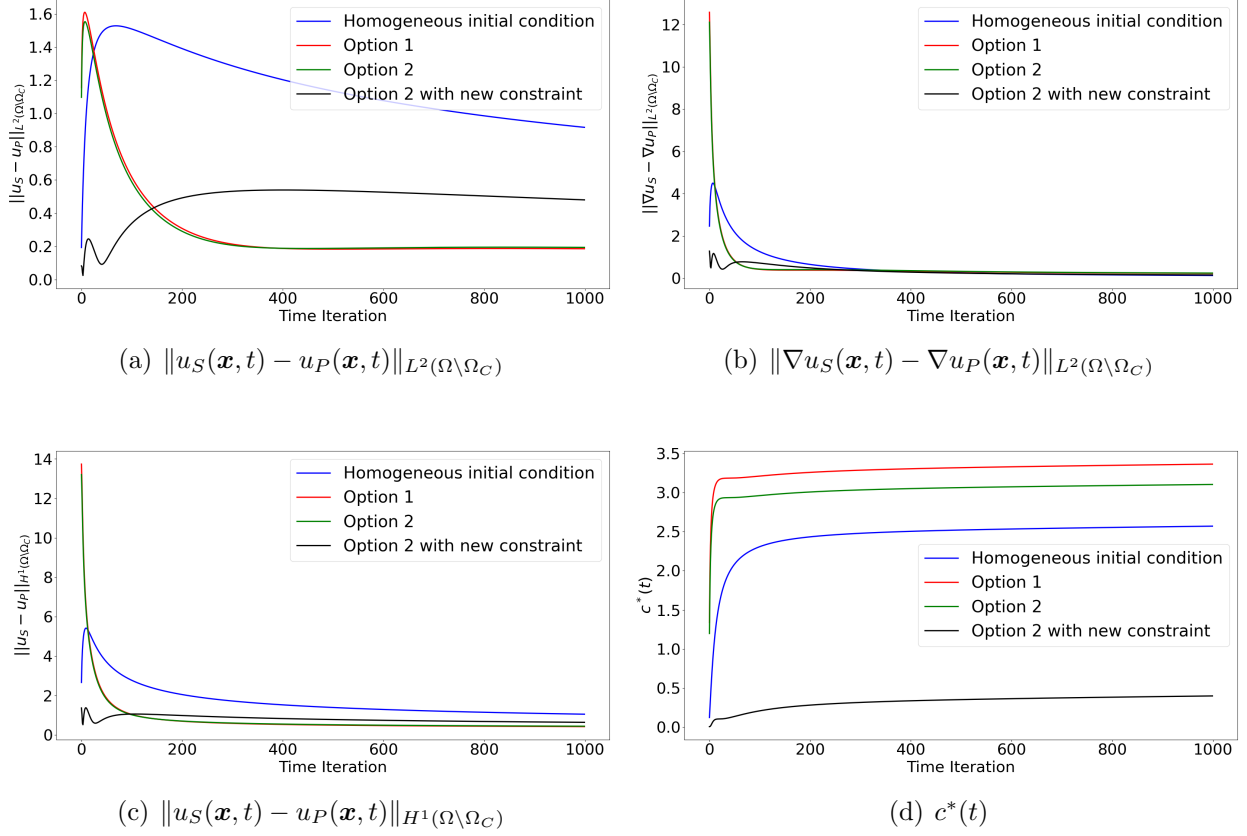 1.6
1.4
1.2
1.0
0.8
0.6
0.4
0.2
0.0
||u_S − u_P||_{L²(Ω\Ω_C)}
Homogeneous initial condition
Option 1
Option 2
Option 2 with new constraint
0 200 400 600 800 1000
Time Iteration
(a) ‖u_S(x, t) − u_P(x, t)‖_{L²(Ω\Ω_C)}
12
10
8
6
4
2
0
||∇u_S − ∇u_P||_{L²(Ω\Ω_C)}
Homogeneous initial condition
Option 1
Option 2
Option 2 with new constraint
0 200 400 600 800 1000
Time Iteration
(b) ‖∇u_S(x, t) − ∇u_P(x, t)‖_{L²(Ω\Ω_C)}
14
12
10
8
6
4
2
0
||u_S − u_P||_{H¹(Ω\Ω_C)}
Homogeneous initial condition
Option 1
Option 2
Option 2 with new constraint
0 200 400 600 800 1000
Time Iteration
(c) ‖u_S(x, t) − u_P(x, t)‖_{H¹(Ω\Ω_C)}
3.5
3.0
2.5
2.0
1.5
1.0
0.5
0.0
c*(t)
Homogeneous initial condition
Option 1
Option 2
Option 2 with new constraint
0 200 400 600 800 1000
Time Iteration
(d) c*(t)